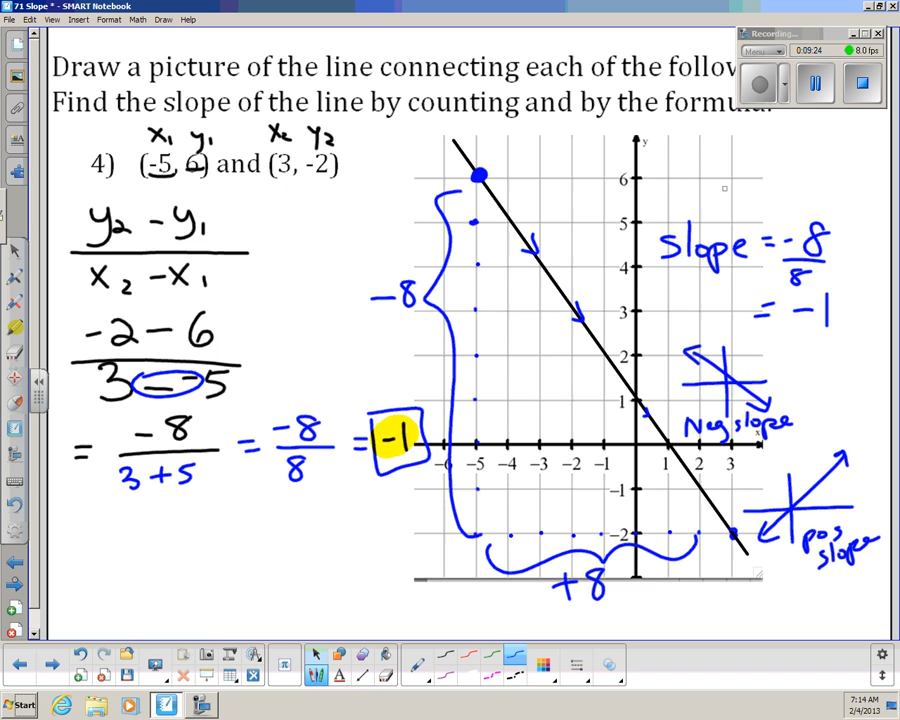 71 Slope * - SMART Notebook
File Edit View Insert Format Math Draw Help
Recording...
Menu 0:09:24 8.0 fps
Draw a picture of the line connecting each of the follow
Find the slope of the line by counting and by the formula.
x₁ y₁ x₂ y₂
4) (-5, 6) and (3, -2)
y₂ - y₁
x₂ - x₁
-2 - 6
3 - -5
= -8 / 3+5 = -8 / 8 = -1
y
6
5
4
3
2
1
-6 -5 -4 -3 -2 -1 1 2 3
x
-1
-2
-8
+8
slope = -8 / 8
= -1
Neg slope
pos
slope
Start
7:14 AM
2/4/2013